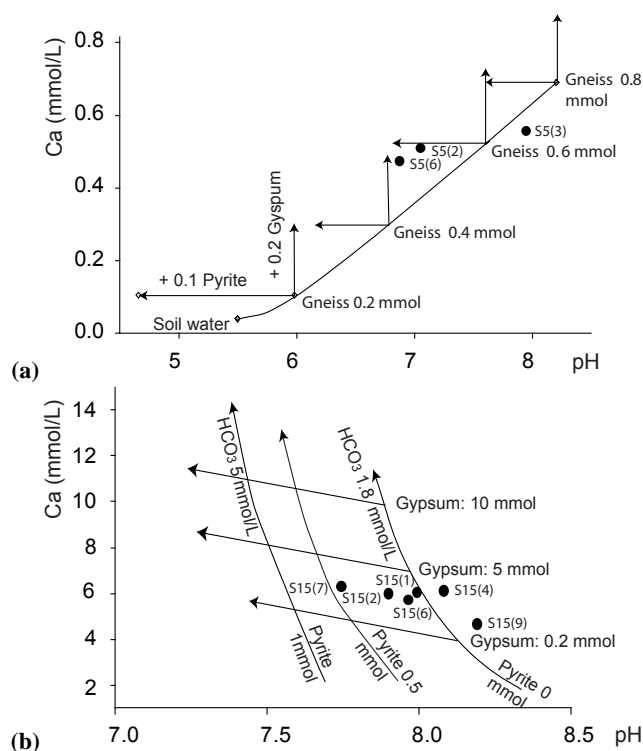 Ca (mmol/L)
0.8
0.6
0.4
0.2
0.0
Gneiss 0.8
mmol
S5(3)
S5(2)
S5(6)
Gneiss 0.6 mmol
Gneiss 0.4 mmol
+ 0.2 Gyspum
+ 0.1 Pyrite
Gneiss 0.2 mmol
Soil water
5
6
7
8
pH
(a)
Ca (mmol/L)
14
12
10
8
6
4
2
HCO3 5
mmol/L
HCO3 1.8 mmol/L
Gypsum: 10 mmol
Gypsum: 5 mmol
S15(7)
S15(2)
S15(1)
S15(6)
S15(4)
S15(9)
Gypsum: 0.2 mmol
Pyrite
1mmol
Pyrite 0.5
mmol
Pyrite 0
mmol
7.0
7.5
8.0
8.5
pH
(b)